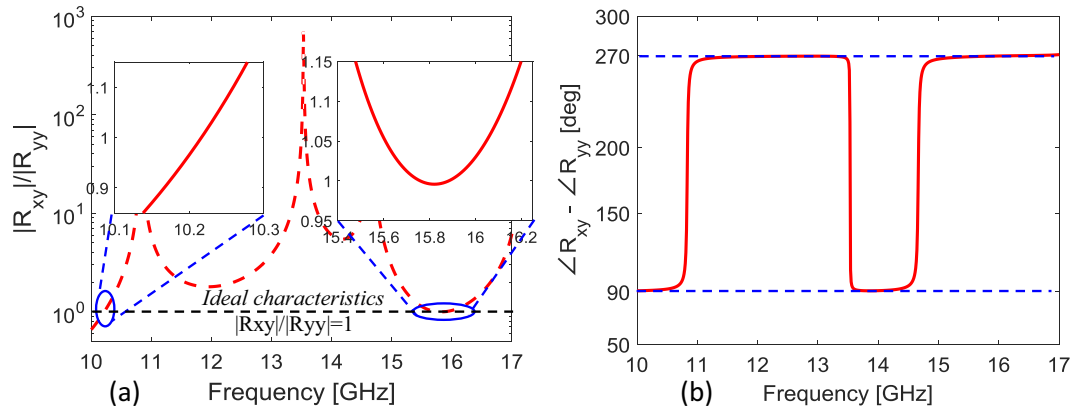 10³
10²
10¹
10⁰
|Rxy|/|Ryy|
1.1
1
0.9
10.1 10.2 10.3
1.15
1.1
1.05
1
0.95
15.4 15.6 15.8 16 16.2
Ideal characteristics
|Rxy|/|Ryy|=1
10 11 12 13 14 15 16 17
(a) Frequency [GHz]
300
270
200
150
90
50
∠Rxy - ∠Ryy [deg]
10 11 12 13 14 15 16 17
(b) Frequency [GHz]